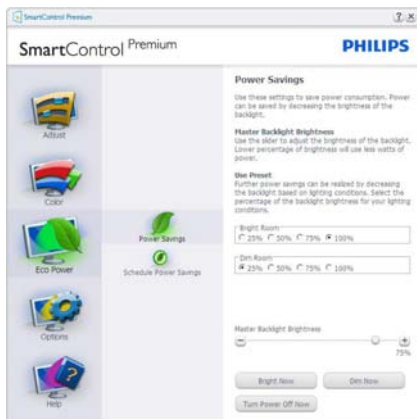 SmartControl Premium
SmartControl Premium
PHILIPS
Adjust
Color
Eco Power
Options
Help
Power Savings
Schedule Power Savings
Power Savings
Use these settings to save power consumption. Power
can be saved by decreasing the brightness of the
backlight.
Master Backlight Brightness
Use the slider to adjust the brightness of the backlight.
Lower percentage of brightness will use less watts of
power.
Use Preset
Further power savings can be realized by decreasing
the backlight based on lighting conditions. Select the
percentage of the backlight brightness for your lighting
conditions.
Bright Room
25% 50% 75% 100%
Dim Room
25% 50% 75% 100%
Master Backlight Brightness
75%
Bright Now Dim Now
Turn Power Off Now